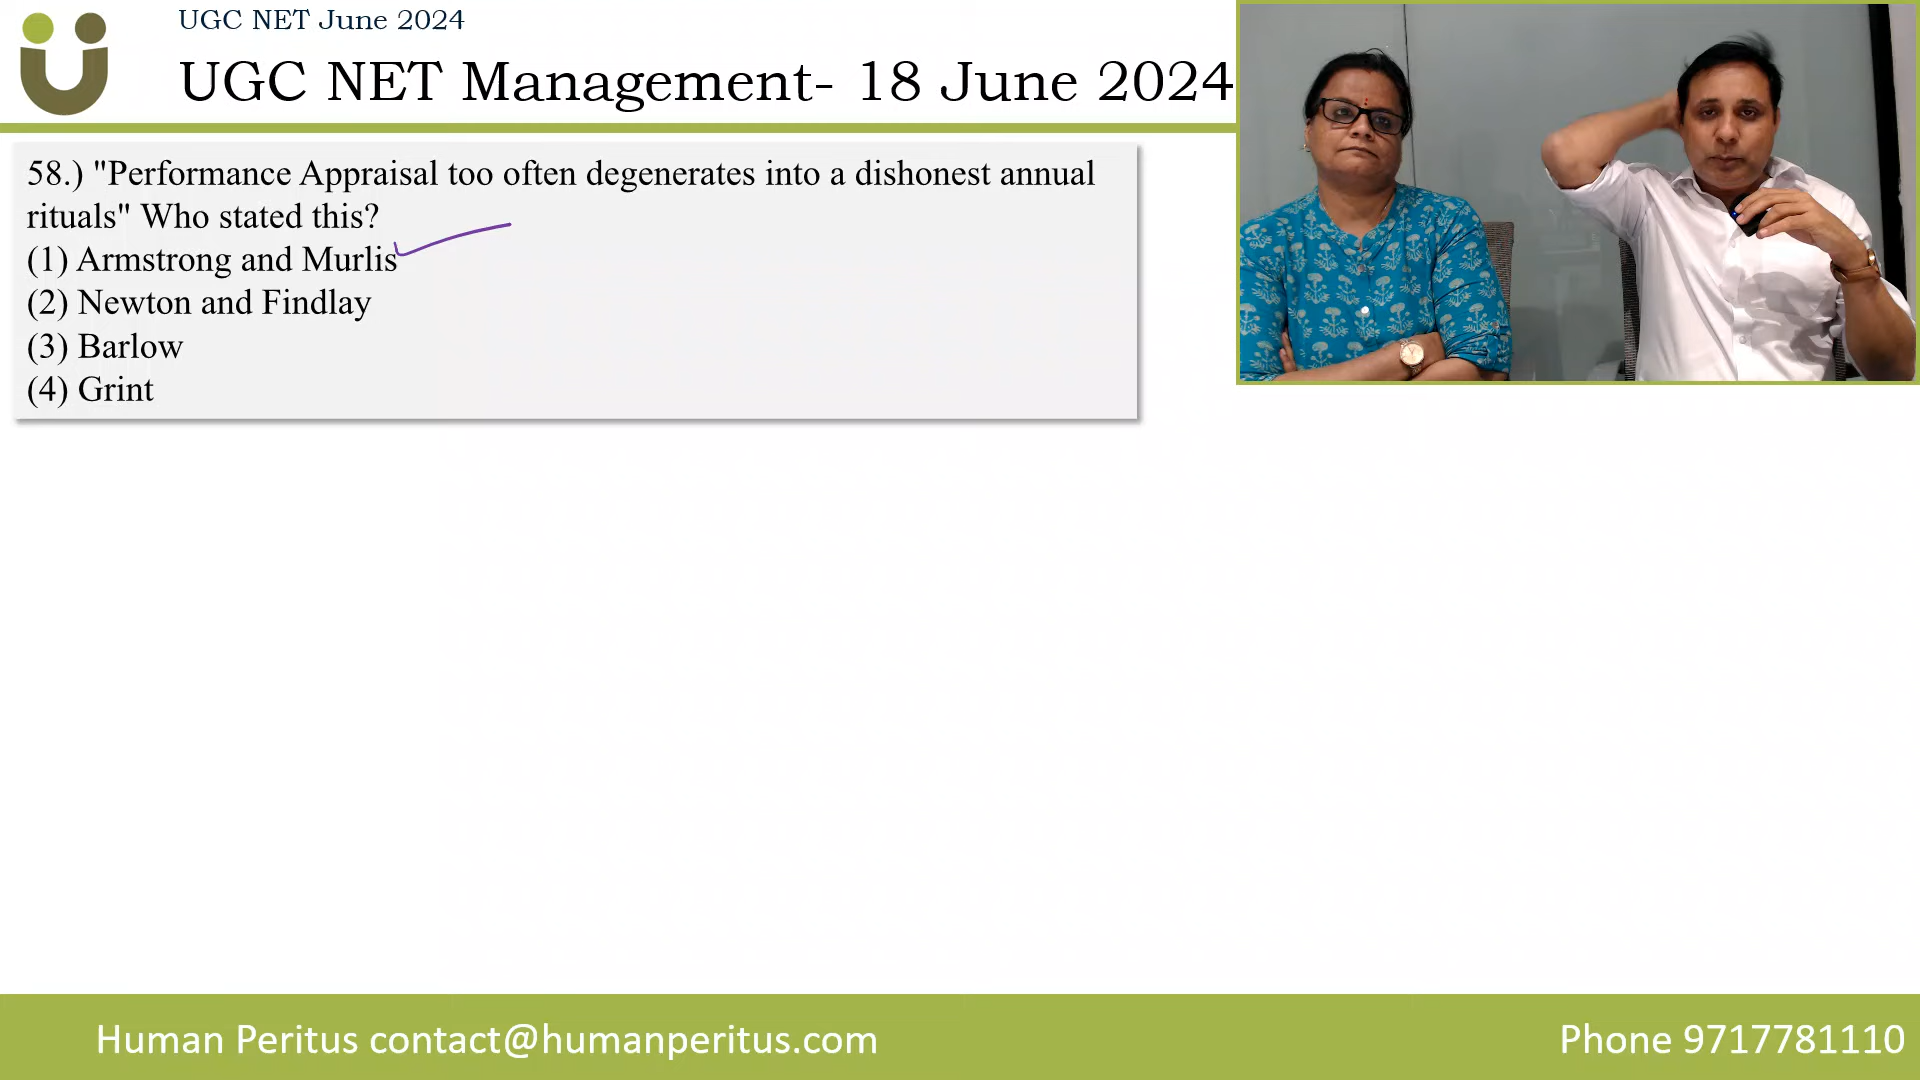 UGC NET June 2024
UGC NET Management- 18 June 2024
58.) "Performance Appraisal too often degenerates into a dishonest annual
rituals" Who stated this?
(1) Armstrong and Murlis
(2) Newton and Findlay
(3) Barlow
(4) Grint
Human Peritus contact@humanperitus.com
Phone 9717781110